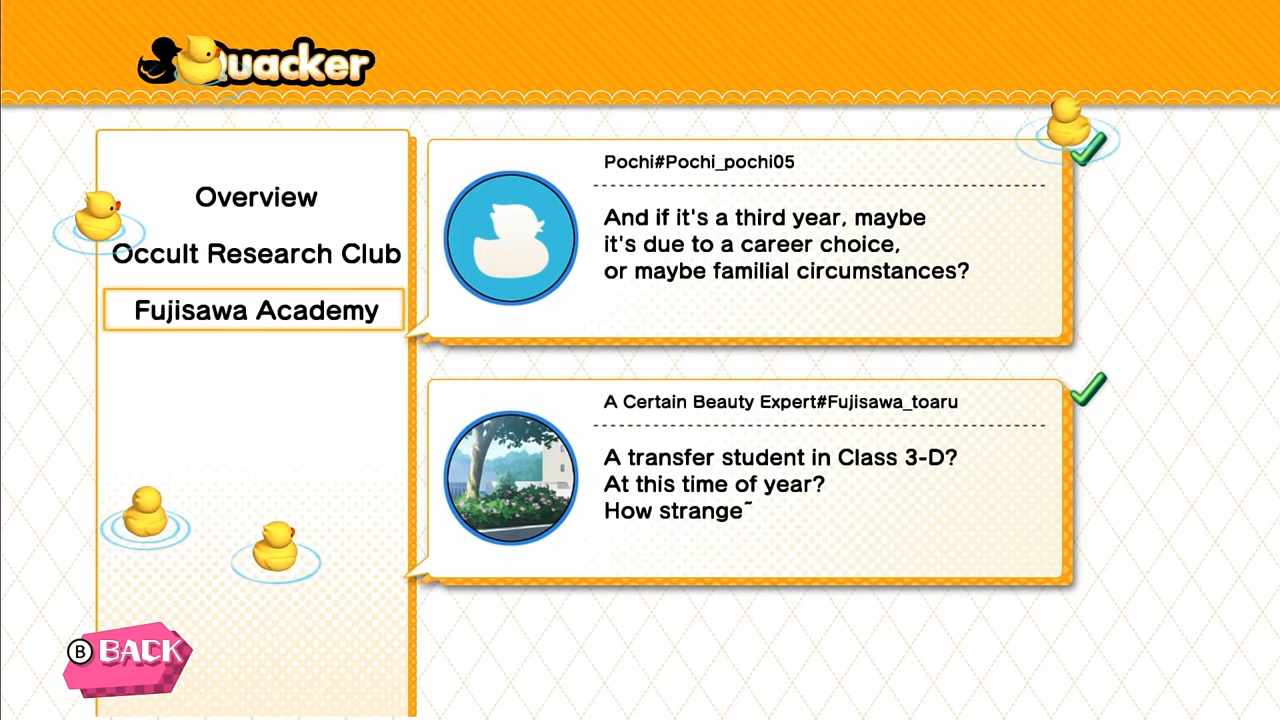 Quacker
Overview
Occult Research Club
Fujisawa Academy
Pochi#Pochi_pochi05
And if it's a third year, maybe
it's due to a career choice,
or maybe familial circumstances?
A Certain Beauty Expert#Fujisawa_toaru
A transfer student in Class 3-D?
At this time of year?
How strange~
B BACK